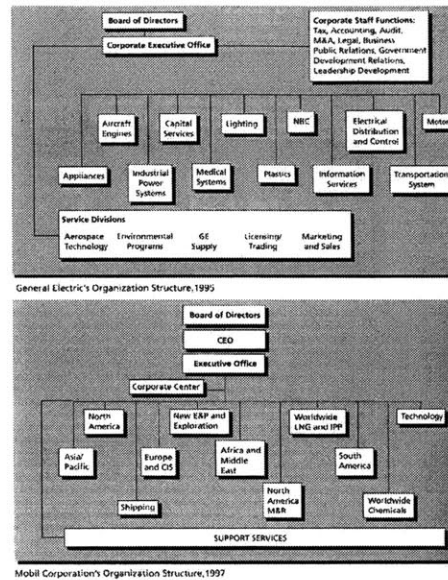 Board of Directors
Corporate Executive Office
Corporate Staff Functions:
Tax, Accounting, Audit,
M&A, Legal, Business
Public Relations, Government
Development Relations,
Leadership Development
Aircraft
Engines
Capital
Services
Lighting
NBC
Electrical
Distribution
and Control
Motor
Appliances
Industrial
Power
Systems
Medical
Systems
Plastics
Information
Services
Transportation
System
Service Divisions
Aerospace
Technology
Environmental
Programs
GE
Supply
Licensing/
Trading
Marketing
and Sales
General Electric's Organization Structure,1995
Board of Directors
CEO
Executive Office
Corporate Center
North
America
New E&P and
Exploration
Worldwide
LNG and IPP
Technology
Asia/
Pacific
Europe
and CIS
Africa and
Middle
East
South
America
Shipping
North
America
M&R
Worldwide
Chemicals
SUPPORT SERVICES
Mobil Corporation's Organization Structure,1997